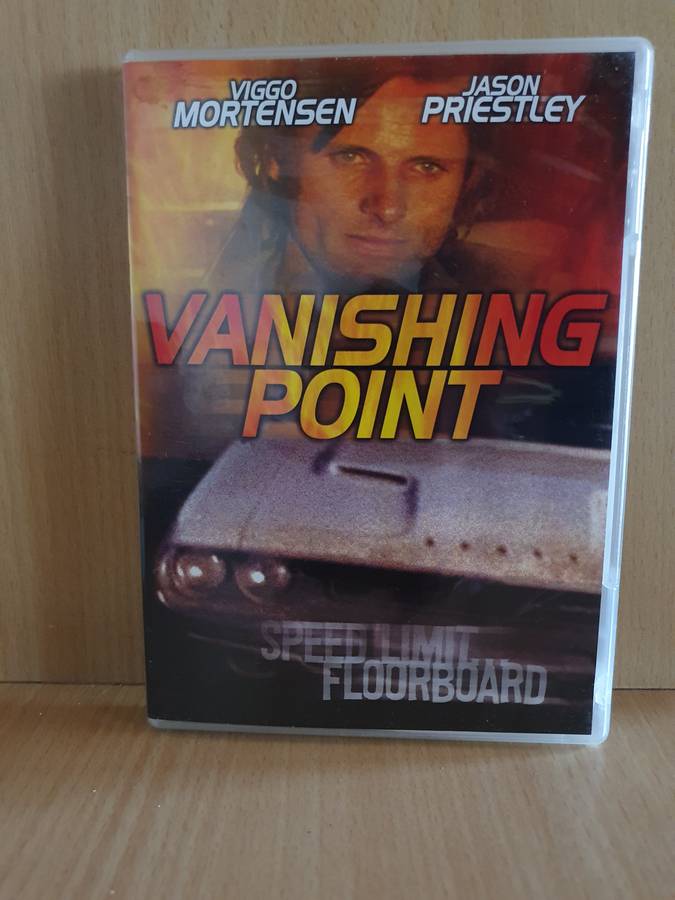 VIGGO
MORTENSEN
JASON
PRIESTLEY
VANISHING
POINT
SPEED LIMIT...
FLOORBOARD